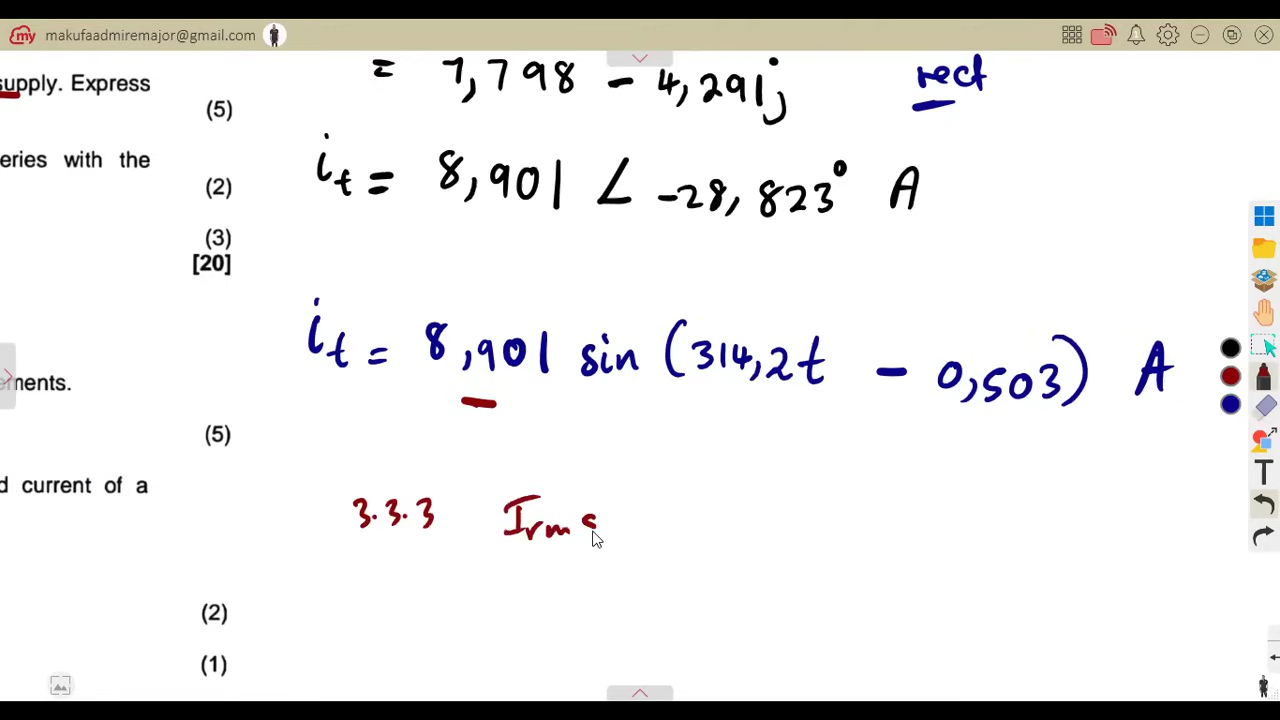 my makufaadmiremajor@gmail.com
supply. Express
(5)
eries with the
(2)
(3)
[20]
ments.
(5)
d current of a
(2)
(1)
= 7,798 - 4,291j rect
it = 8,901 ∠ -28,823° A
it = 8,901 sin (314,2t - 0,503) A
3.3.3 Irms
T